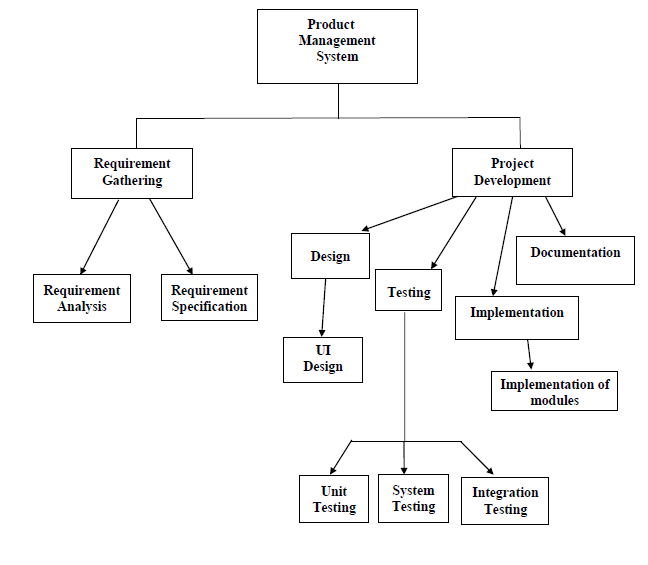 Product
Management
System
Requirement
Gathering
Project
Development
Design
Documentation
Requirement
Analysis
Requirement
Specification
Testing
Implementation
UI
Design
Implementation of
modules
Unit
Testing
System
Testing
Integration
Testing